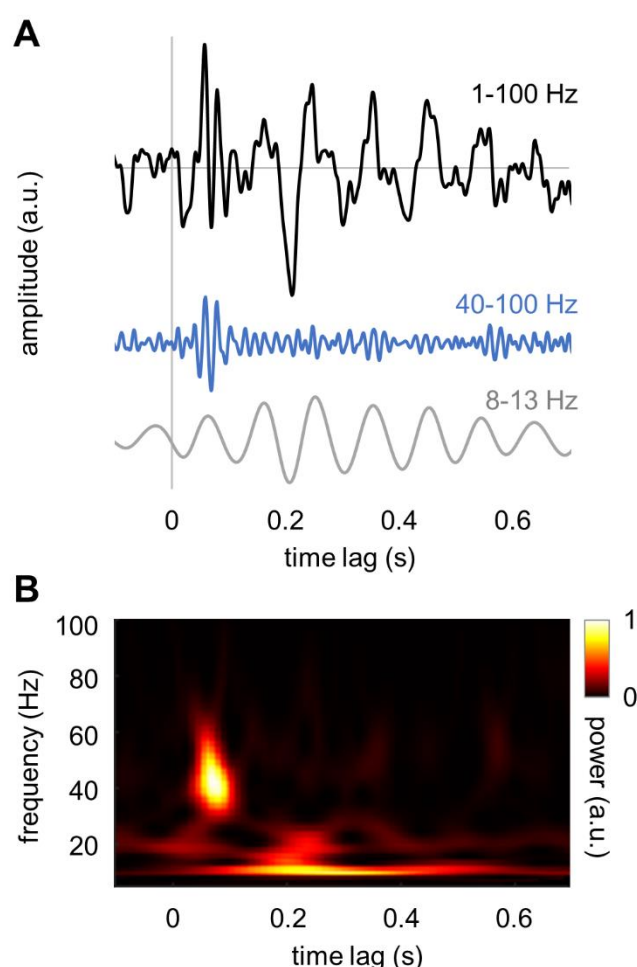 A
1-100 Hz
amplitude (a.u.)
40-100 Hz
8-13 Hz
0 0.2 0.4 0.6
time lag (s)
B
100
80
60
40
20
frequency (Hz)
1
0
power (a.u.)
0 0.2 0.4 0.6
time lag (s)